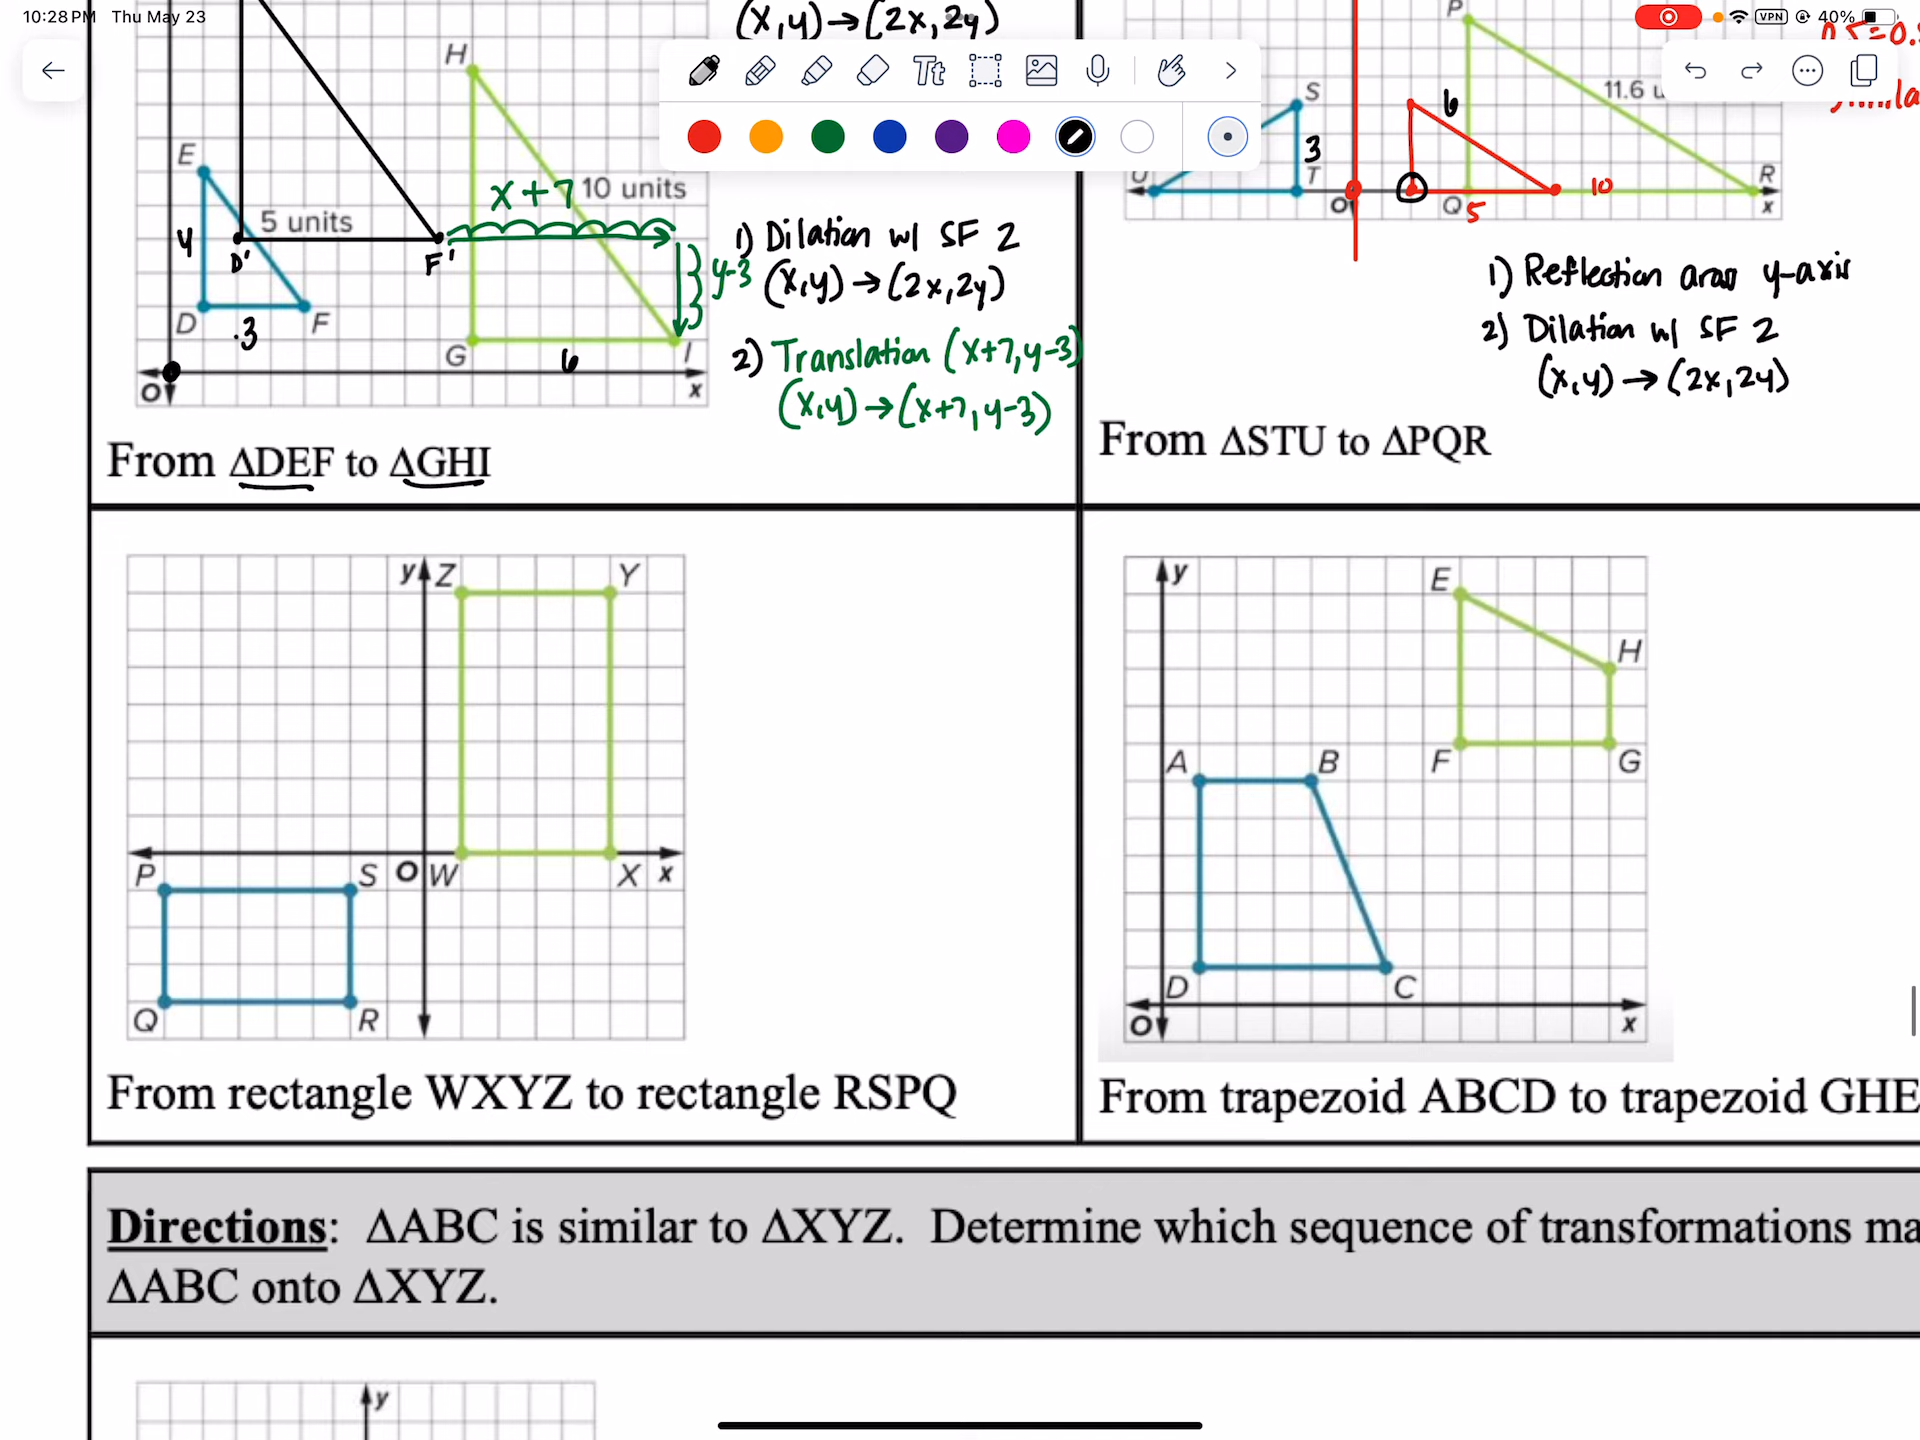 10:28 PM Thu May 23
VPN 40%
Tt
(x,y)→(2x,2y)
H
E
x+7 10 units
5 units
4
D' F'
y-3
D F
.3
G I
6
O x
1) Dilation w/ SF 2
(x,y)→(2x,2y)
2) Translation (x+7,y-3)
(x,y)→(x+7,y-3)
From ΔDEF to ΔGHI
P
S
6
11.6 u
3
U T R
10
O Q 5 x
1) Reflection y-axis
2) Dilation w/ SF 2
(x,y)→(2x,2y)
From ΔSTU to ΔPQR
y Z Y
P S O W X x
Q R
From rectangle WXYZ to rectangle RSPQ
y E
H
A B F G
D C
O x
From trapezoid ABCD to trapezoid GHE
Directions: ΔABC is similar to ΔXYZ. Determine which sequence of transformations ma
ΔABC onto ΔXYZ.
y